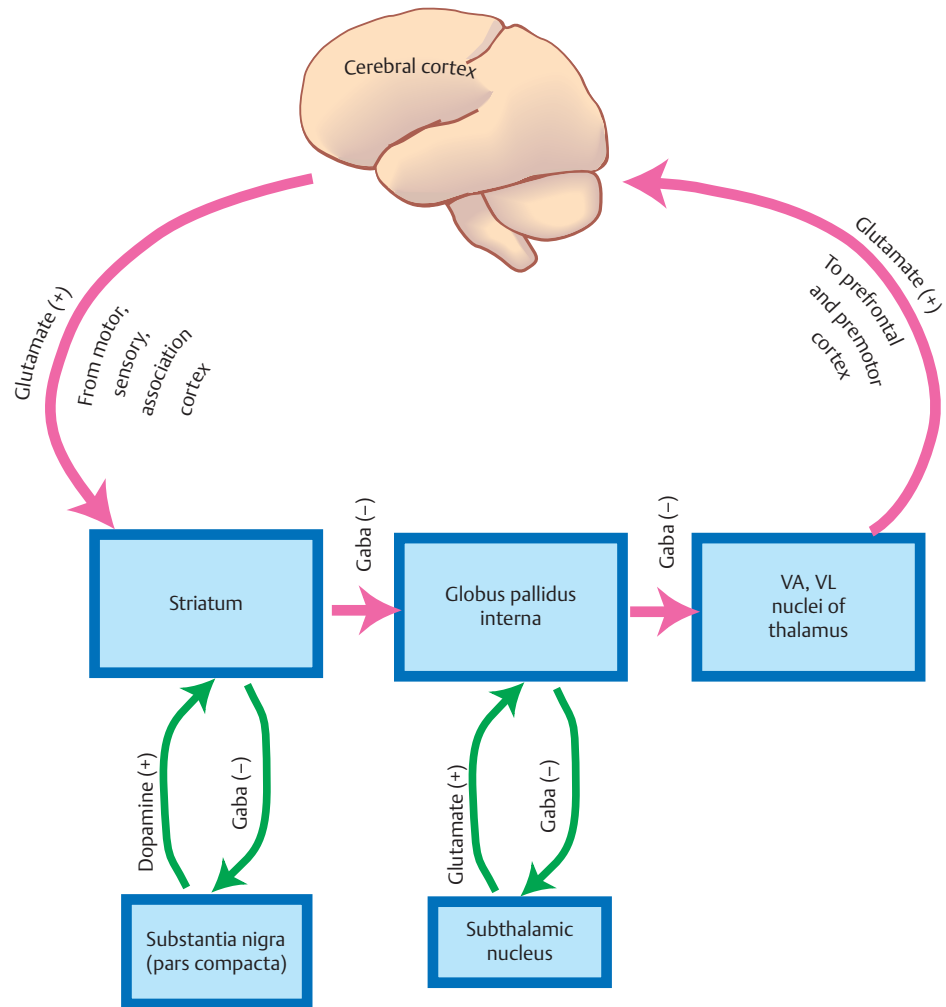 Cerebral cortex
Glutamate (+)
From motor,
sensory,
association
cortex
Glutamate (+)
To prefrontal
and premotor
cortex
Striatum
Gaba (–)
Globus pallidus
interna
Gaba (–)
VA, VL
nuclei of
thalamus
Dopamine (+)
Gaba (–)
Glutamate (+)
Gaba (–)
Substantia nigra
(pars compacta)
Subthalamic
nucleus